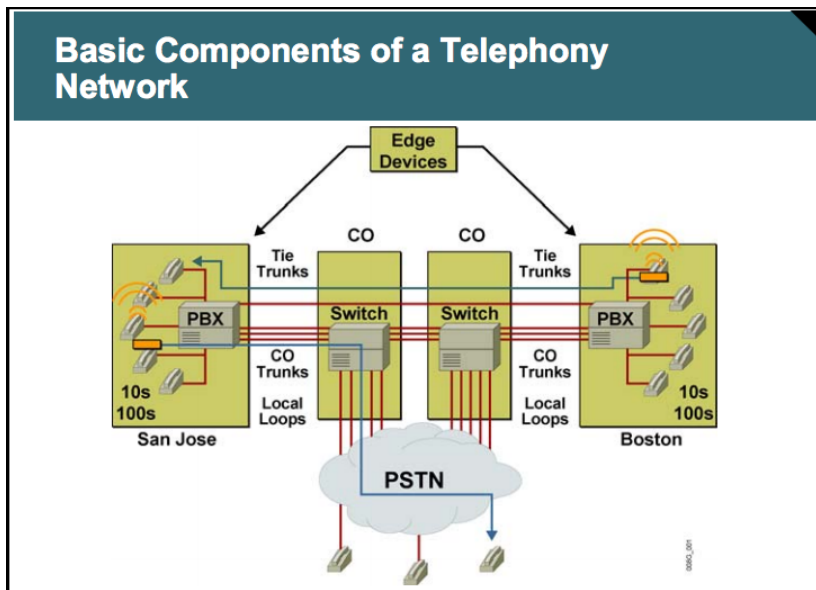 Basic Components of a Telephony
Network
Edge
Devices
CO
CO
Tie
Trunks
Tie
Trunks
PBX
Switch
Switch
PBX
CO
Trunks
CO
Trunks
10s
100s
Local
Loops
Local
Loops
10s
100s
San Jose
Boston
PSTN